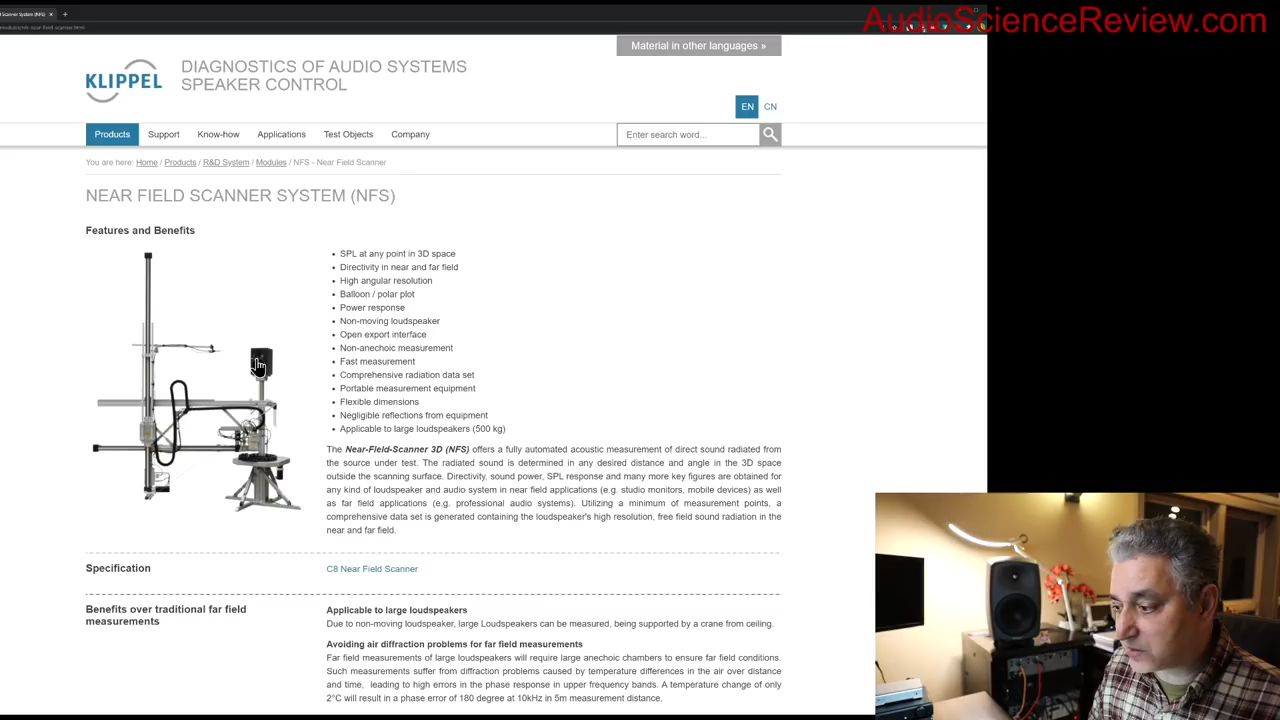 Scanner System (NFS)
AudioScienceReview.com
Material in other languages »
KLIPPEL
DIAGNOSTICS OF AUDIO SYSTEMS
SPEAKER CONTROL
EN CN
Products Support Know-how Applications Test Objects Company
Enter search word...
You are here: Home / Products / R&D System / Modules / NFS - Near Field Scanner
NEAR FIELD SCANNER SYSTEM (NFS)
Features and Benefits
• SPL at any point in 3D space
• Directivity in near and far field
• High angular resolution
• Balloon / polar plot
• Power response
• Non-moving loudspeaker
• Open export interface
• Non-anechoic measurement
• Fast measurement
• Comprehensive radiation data set
• Portable measurement equipment
• Flexible dimensions
• Negligible reflections from equipment
• Applicable to large loudspeakers (500 kg)
The Near-Field-Scanner 3D (NFS) offers a fully automated acoustic measurement of direct sound radiated from
the source under test. The radiated sound is determined in any desired distance and angle in the 3D space
outside the scanning surface. Directivity, sound power, SPL response and many more key figures are obtained for
any kind of loudspeaker and audio system in near field applications (e.g. studio monitors, mobile devices) as well
as far field applications (e.g. professional audio systems). Utilizing a minimum of measurement points, a
comprehensive data set is generated containing the loudspeaker's high resolution, free field sound radiation in the
near and far field.
Specification
C8 Near Field Scanner
Benefits over traditional far field
measurements
Applicable to large loudspeakers
Due to non-moving loudspeaker, large Loudspeakers can be measured, being supported by a crane from ceiling.
Avoiding air diffraction problems for far field measurements
Far field measurements of large loudspeakers will require large anechoic chambers to ensure far field conditions.
Such measurements suffer from diffraction problems caused by temperature differences in the air over distance
and time, leading to high errors in the phase response in upper frequency bands. A temperature change of only
2°C will result in a phase error of 180 degree at 10kHz in 5m measurement distance.